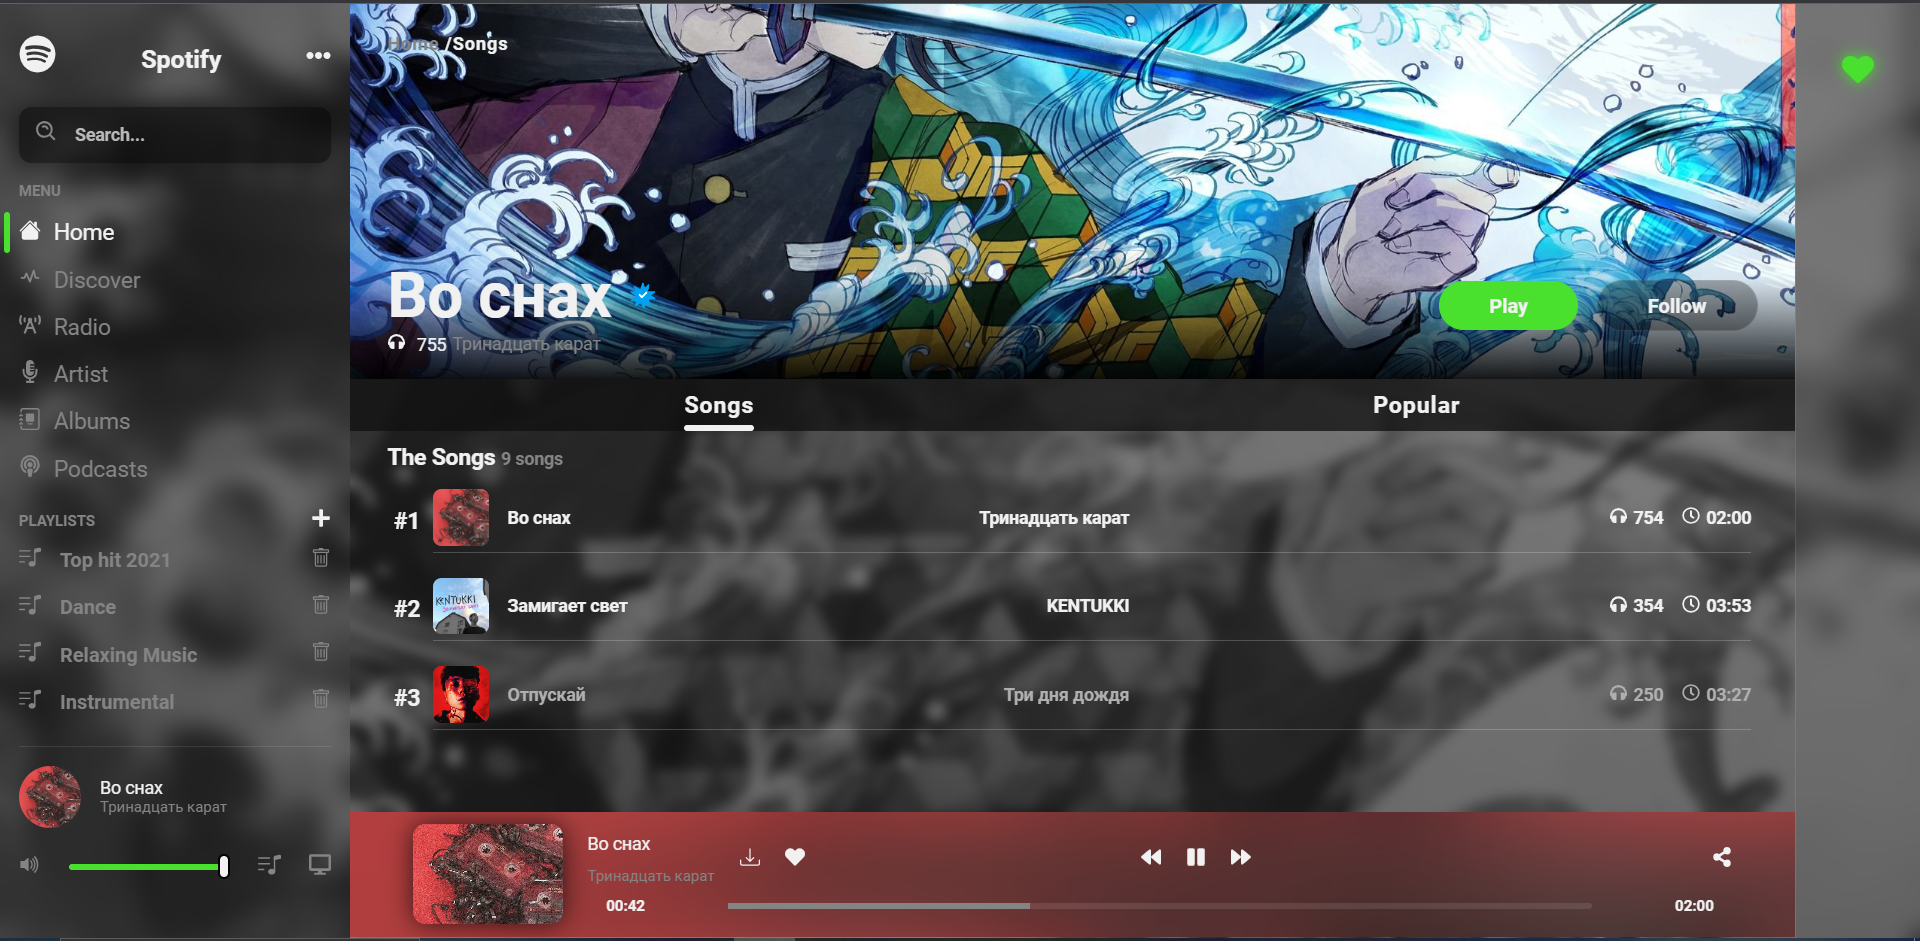 Spotify
Search...
MENU
Home
Discover
Radio
Artist
Albums
Podcasts
PLAYLISTS
Top hit 2021
Dance
Relaxing Music
Instrumental
Во снах
Тринадцать карат
Home /Songs
Во снах
755 Тринадцать карат
Play
Follow
Songs
Popular
The Songs 9 songs
#1 Во снах Тринадцать карат 754 02:00
KENTUKKI
#2 Замигает свет KENTUKKI 354 03:53
#3 Отпускай Три дня дождя 250 03:27
Во снах
Тринадцать карат
00:42
02:00